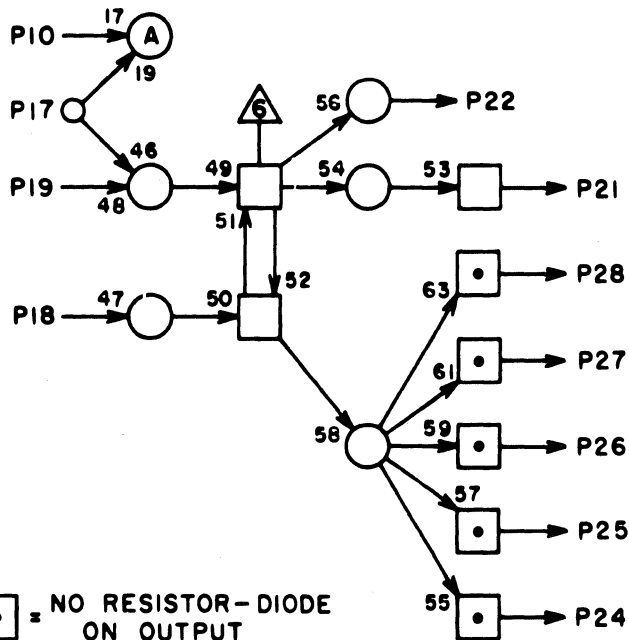 17
P10
A
19
P17
6
56
P22
46
49
54
53
P19
P21
48
51
52
P28
47
50
63
P18
P27
61
58
59
P26
57
P25
55
P24
= NO RESISTOR-DIODE
ON OUTPUT